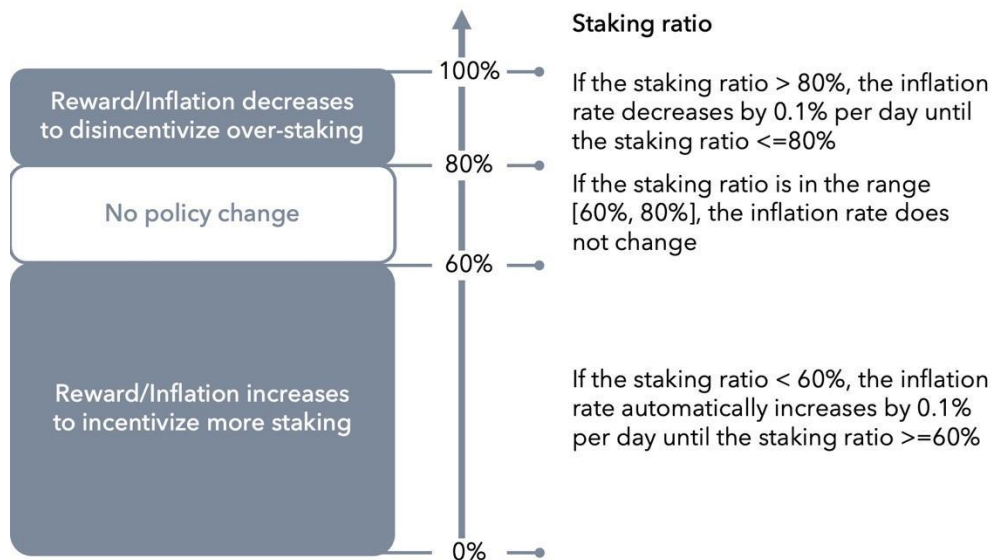 Staking ratio
100%
Reward/Inflation decreases
to disincentivize over-staking
If the staking ratio > 80%, the inflation
rate decreases by 0.1% per day until
the staking ratio <=80%
80%
No policy change
If the staking ratio is in the range
[60%, 80%], the inflation rate does
not change
60%
Reward/Inflation increases
to incentivize more staking
If the staking ratio < 60%, the inflation
rate automatically increases by 0.1%
per day until the staking ratio >=60%
0%